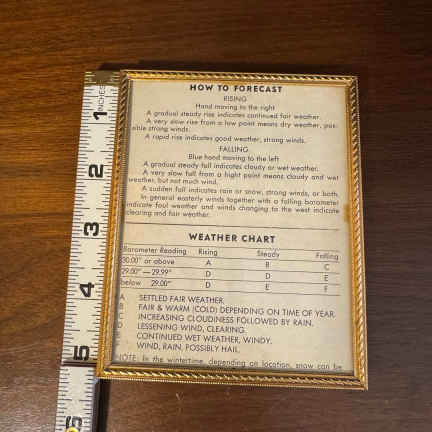 HOW TO FORECAST
RISING
Hand moving to the right
A gradual steady rise indicates continued fair weather.
A very slow rise from a low point means dry weather, pos-
sible strong winds.
A rapid rise indicates good weather, strong winds.
FALLING
Blue hand moving to the left
A gradual steady fall indicates cloudy or wet weather.
A very slow fall from a hight point means cloudy and wet
weather, but not much wind.
A sudden fall indicates rain or snow, strong winds, or both.
In general easterly winds together with a falling barometer
indicate foul weather and winds changing to the west indicate
clearing and fair weather.
WEATHER CHART
Barometer Reading Rising Steady Falling
30.00" or above A B C
29.00" — 29.99" D D E
below 29.00" D E F
A SETTLED FAIR WEATHER.
B FAIR & WARM (COLD) DEPENDING ON TIME OF YEAR.
C INCREASING CLOUDINESS FOLLOWED BY RAIN.
D LESSENING WIND, CLEARING.
CONTINUED WET WEATHER, WINDY.
WIND, RAIN, POSSIBLY HAIL.
NOTE: In the wintertime, depending on location, snow can be
INCHES
1
2
3
4
5